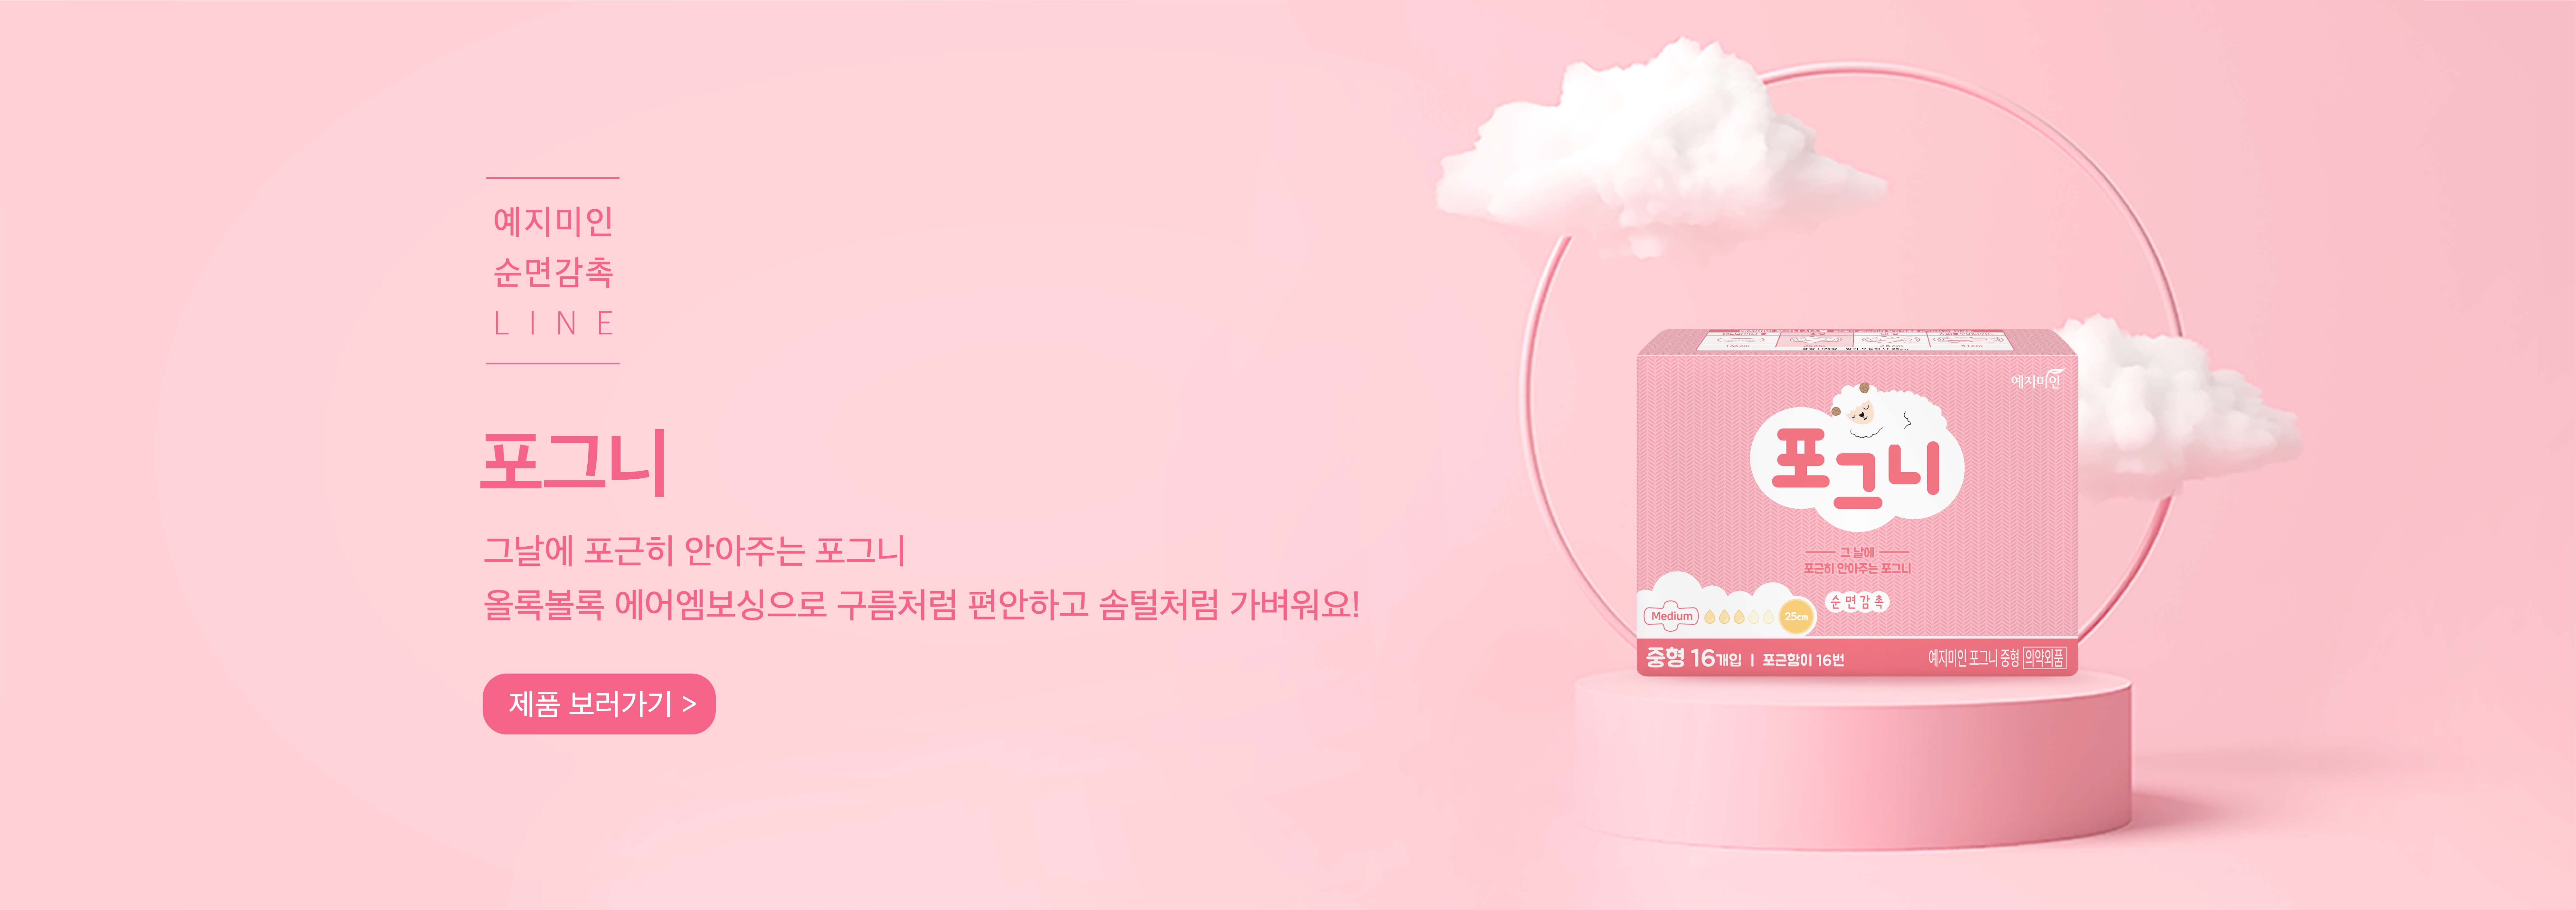 예지미인
순면감촉
LINE
포그니
그날에 포근히 안아주는 포그니
올록볼록 에어엠보싱으로 구름처럼 편안하고 솜털처럼 가벼워요!
제품 보러가기 >
예지미인
포그니
그 날에
포근히 안아주는 포그니
순면감촉
Medium
25cm
중형 16개입 | 포근함이 16번
예지미인 포그니 중형 의약외품